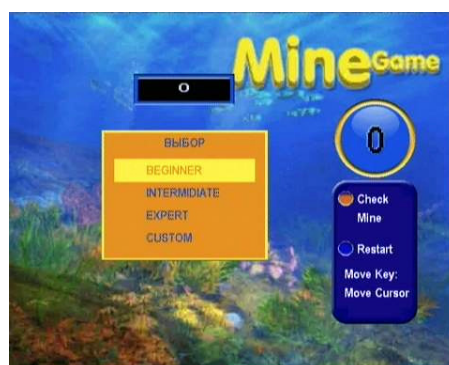 MineGame
0
0
ВЫБОР
BEGINNER
INTERMIDIATE
EXPERT
CUSTOM
Check
Mine
Restart
Move Key:
Move Cursor